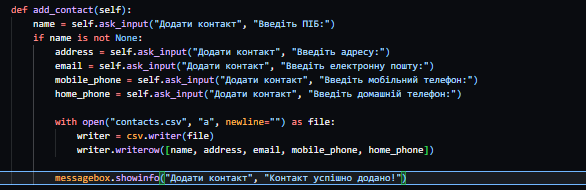 def add_contact(self):
    name = self.ask_input("Додати контакт", "Введіть ПІБ:")
    if name is not None:
        address = self.ask_input("Додати контакт", "Введіть адресу:")
        email = self.ask_input("Додати контакт", "Введіть електронну пошту:")
        mobile_phone = self.ask_input("Додати контакт", "Введіть мобільний телефон:")
        home_phone = self.ask_input("Додати контакт", "Введіть домашній телефон:")

        with open("contacts.csv", "a", newline="") as file:
            writer = csv.writer(file)
            writer.writerow([name, address, email, mobile_phone, home_phone])

        messagebox.showinfo("Додати контакт", "Контакт успішно додано!")